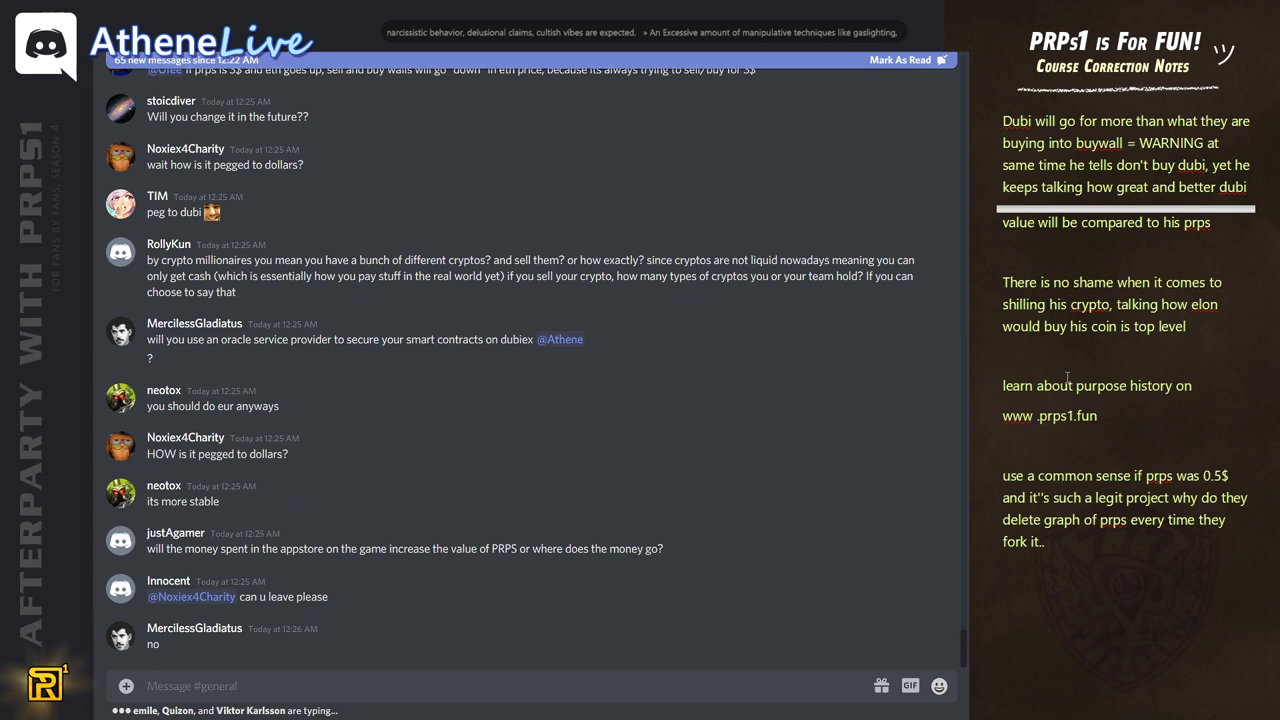 AtheneLive
narcissistic behavior, delusional claims, cultish vibes are expected. » An Excessive amount of manipulative techniques like gaslighting,
65 new messages since 12:22 AM
Mark As Read
if prps is 3$ and eth goes up, sell and buy walls will go "down" in eth price, because its always trying to sell/buy for 3$
stoicdiver Today at 12:25 AM
Will you change it in the future??
Noxiex4Charity Today at 12:25 AM
wait how is it pegged to dollars?
TIM Today at 12:25 AM
peg to dubi
RollyKun Today at 12:25 AM
by crypto millionaires you mean you have a bunch of different cryptos? and sell them? or how exactly? since cryptos are not liquid nowadays meaning you can
only get cash (which is essentially how you pay stuff in the real world yet) if you sell your crypto, how many types of cryptos you or your team hold? If you can
choose to say that
MercilessGladiatus Today at 12:25 AM
will you use an oracle service provider to secure your smart contracts on dubiex @Athene
?
neotox Today at 12:25 AM
you should do eur anyways
Noxiex4Charity Today at 12:25 AM
HOW is it pegged to dollars?
neotox Today at 12:25 AM
its more stable
justAgamer Today at 12:25 AM
will the money spent in the appstore on the game increase the value of PRPS or where does the money go?
Innocent Today at 12:25 AM
@Noxiex4Charity can u leave please
MercilessGladiatus Today at 12:26 AM
no
Message #general
GIF
emile, Quizon, and Viktor Karlsson are typing...
AFTERPARTY WITH PRPS1
FOR FANS BY FANS, SEASON 4
R1
PRPs1 is For FUN! ツ
Course Correction Notes
Dubi will go for more than what they are
buying into buywall = WARNING at
same time he tells don't buy dubi, yet he
keeps talking how great and better dubi
value will be compared to his prps
There is no shame when it comes to
shilling his crypto, talking how elon
would buy his coin is top level
learn about purpose history on
www .prps1.fun
use a common sense if prps was 0.5$
and it''s such a legit project why do they
delete graph of prps every time they
fork it..